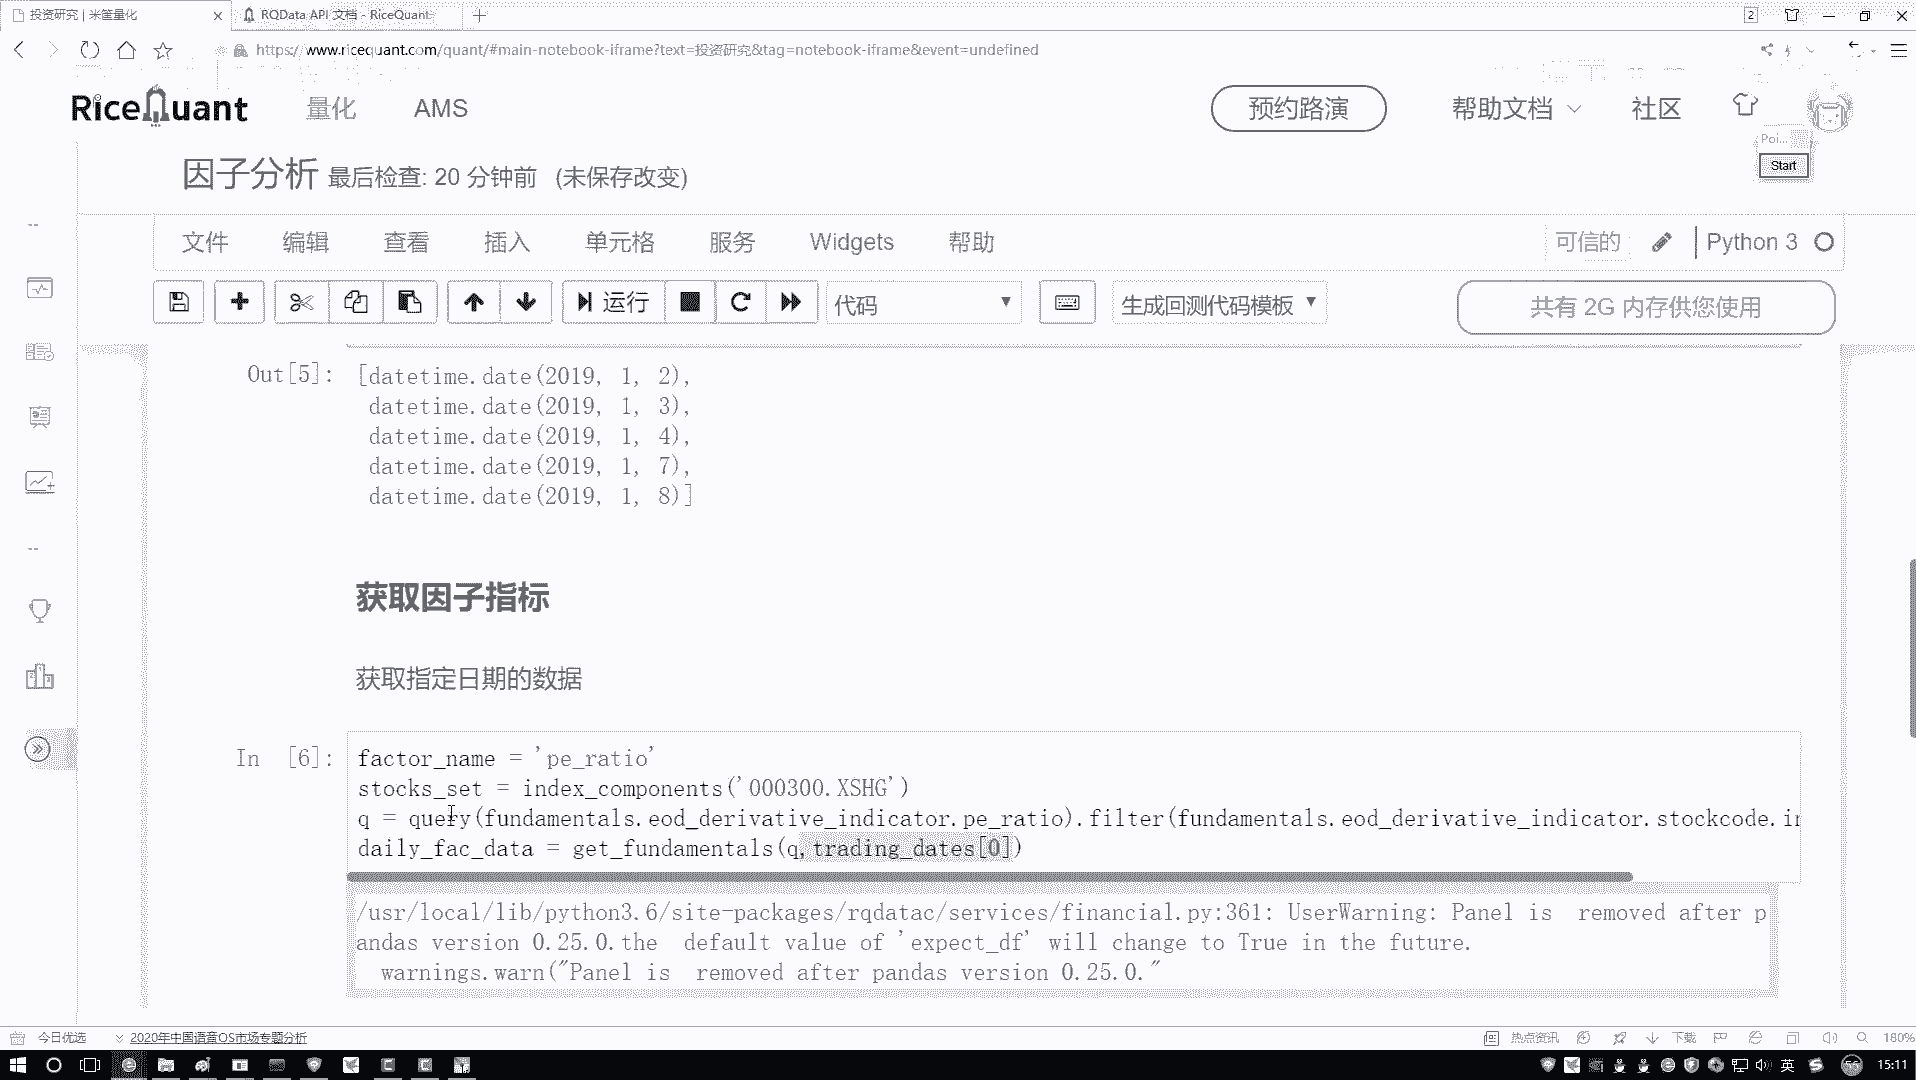 投资研究 | 米筐量化
RQData API 文档 - RiceQuant
2
https://www.ricequant.com/quant/#main-notebook-iframe?text=投资研究&tag=notebook-iframe&event=undefined
RiceQuant
量化
AMS
预约路演
帮助文档
社区
Poi...
Start
因子分析 最后检查: 20 分钟前 (未保存改变)
文件
编辑
查看
插入
单元格
服务
Widgets
帮助
可信的
Python 3
运行
代码
生成回测代码模板
共有 2G 内存供您使用
Out[5]: [datetime.date(2019, 1, 2),
datetime.date(2019, 1, 3),
datetime.date(2019, 1, 4),
datetime.date(2019, 1, 7),
datetime.date(2019, 1, 8)]
获取因子指标
获取指定日期的数据
In [6]: factor_name = 'pe_ratio'
stocks_set = index_components('000300.XSHG')
q = query(fundamentals.eod_derivative_indicator.pe_ratio).filter(fundamentals.eod_derivative_indicator.stockcode.in
daily_fac_data = get_fundamentals(q,trading_dates[0])
/usr/local/lib/python3.6/site-packages/rqdatac/services/financial.py:361: UserWarning: Panel is  removed after p
andas version 0.25.0.the  default value of 'expect_df' will change to True in the future.
warnings.warn("Panel is  removed after pandas version 0.25.0."
今日优选
2020年中国语音OS市场专题分析
热点资讯
下载
180%
英
56
15:11